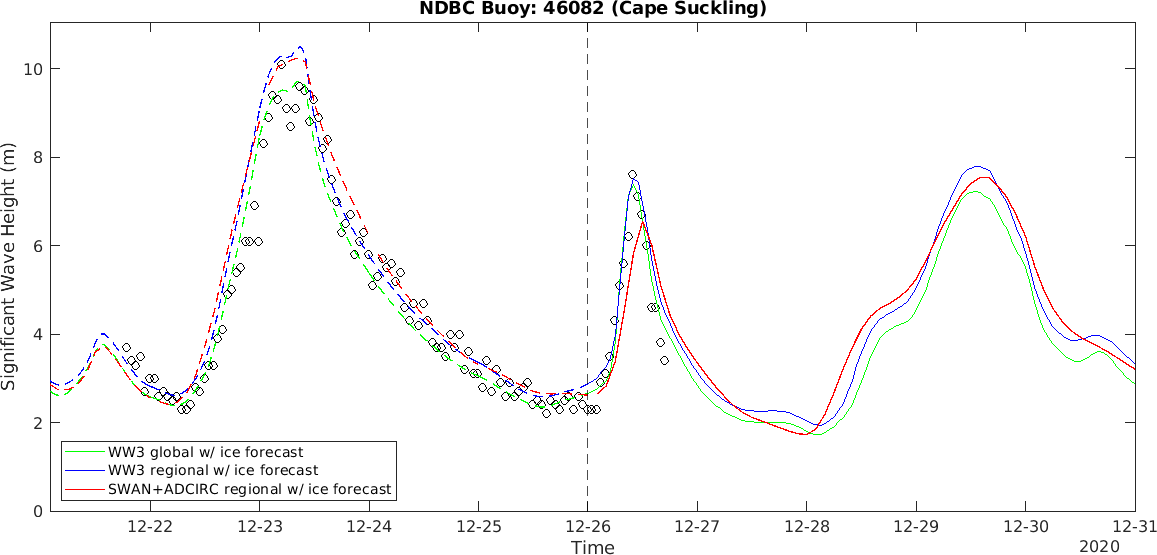 NDBC Buoy: 46082 (Cape Suckling)
Significant Wave Height (m)
10
8
6
4
2
0
WW3 global w/ ice forecast
WW3 regional w/ ice forecast
SWAN+ADCIRC regional w/ ice forecast
12-22 12-23 12-24 12-25 12-26 12-27 12-28 12-29 12-30 12-31
Time
2020